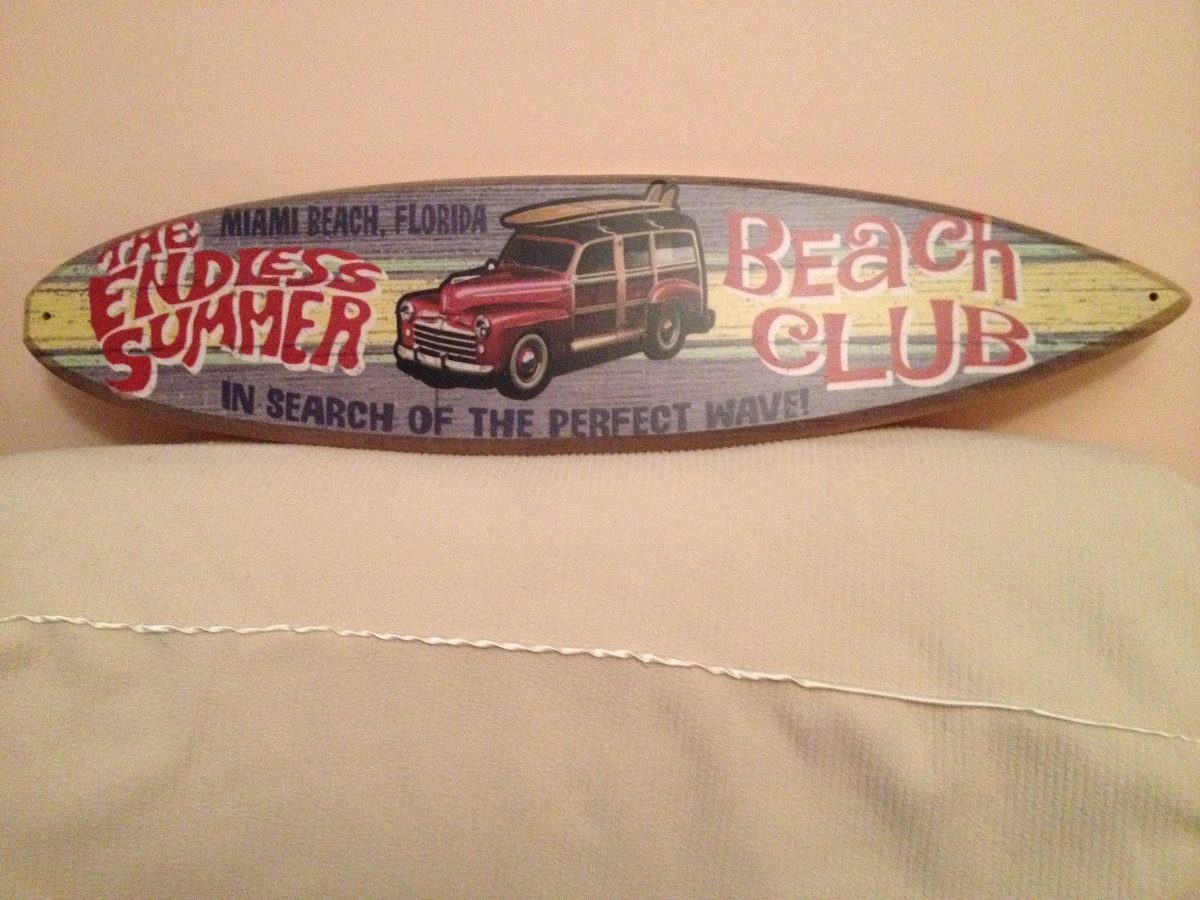 MIAMI BEACH, FLORIDA
THE
ENDLESS
SUMMER
BEach
CLUB
IN SEARCH OF THE PERFECT WAVE!